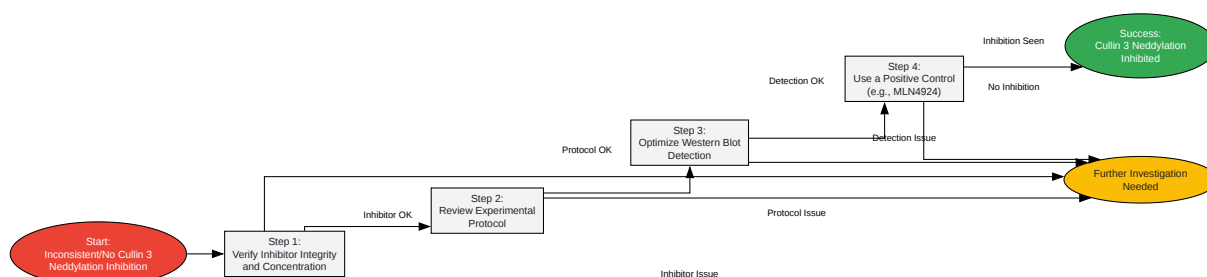 Start:
Inconsistent/No Cullin 3
Neddylation Inhibition
Step 1:
Verify Inhibitor Integrity
and Concentration
Inhibitor OK
Step 2:
Review Experimental
Protocol
Protocol OK
Step 3:
Optimize Western Blot
Detection
Detection OK
Step 4:
Use a Positive Control
(e.g., MLN4924)
Inhibition Seen
No Inhibition
Success:
Cullin 3 Neddylation
Inhibited
Detection Issue
Further Investigation
Needed
Protocol Issue
Inhibitor Issue